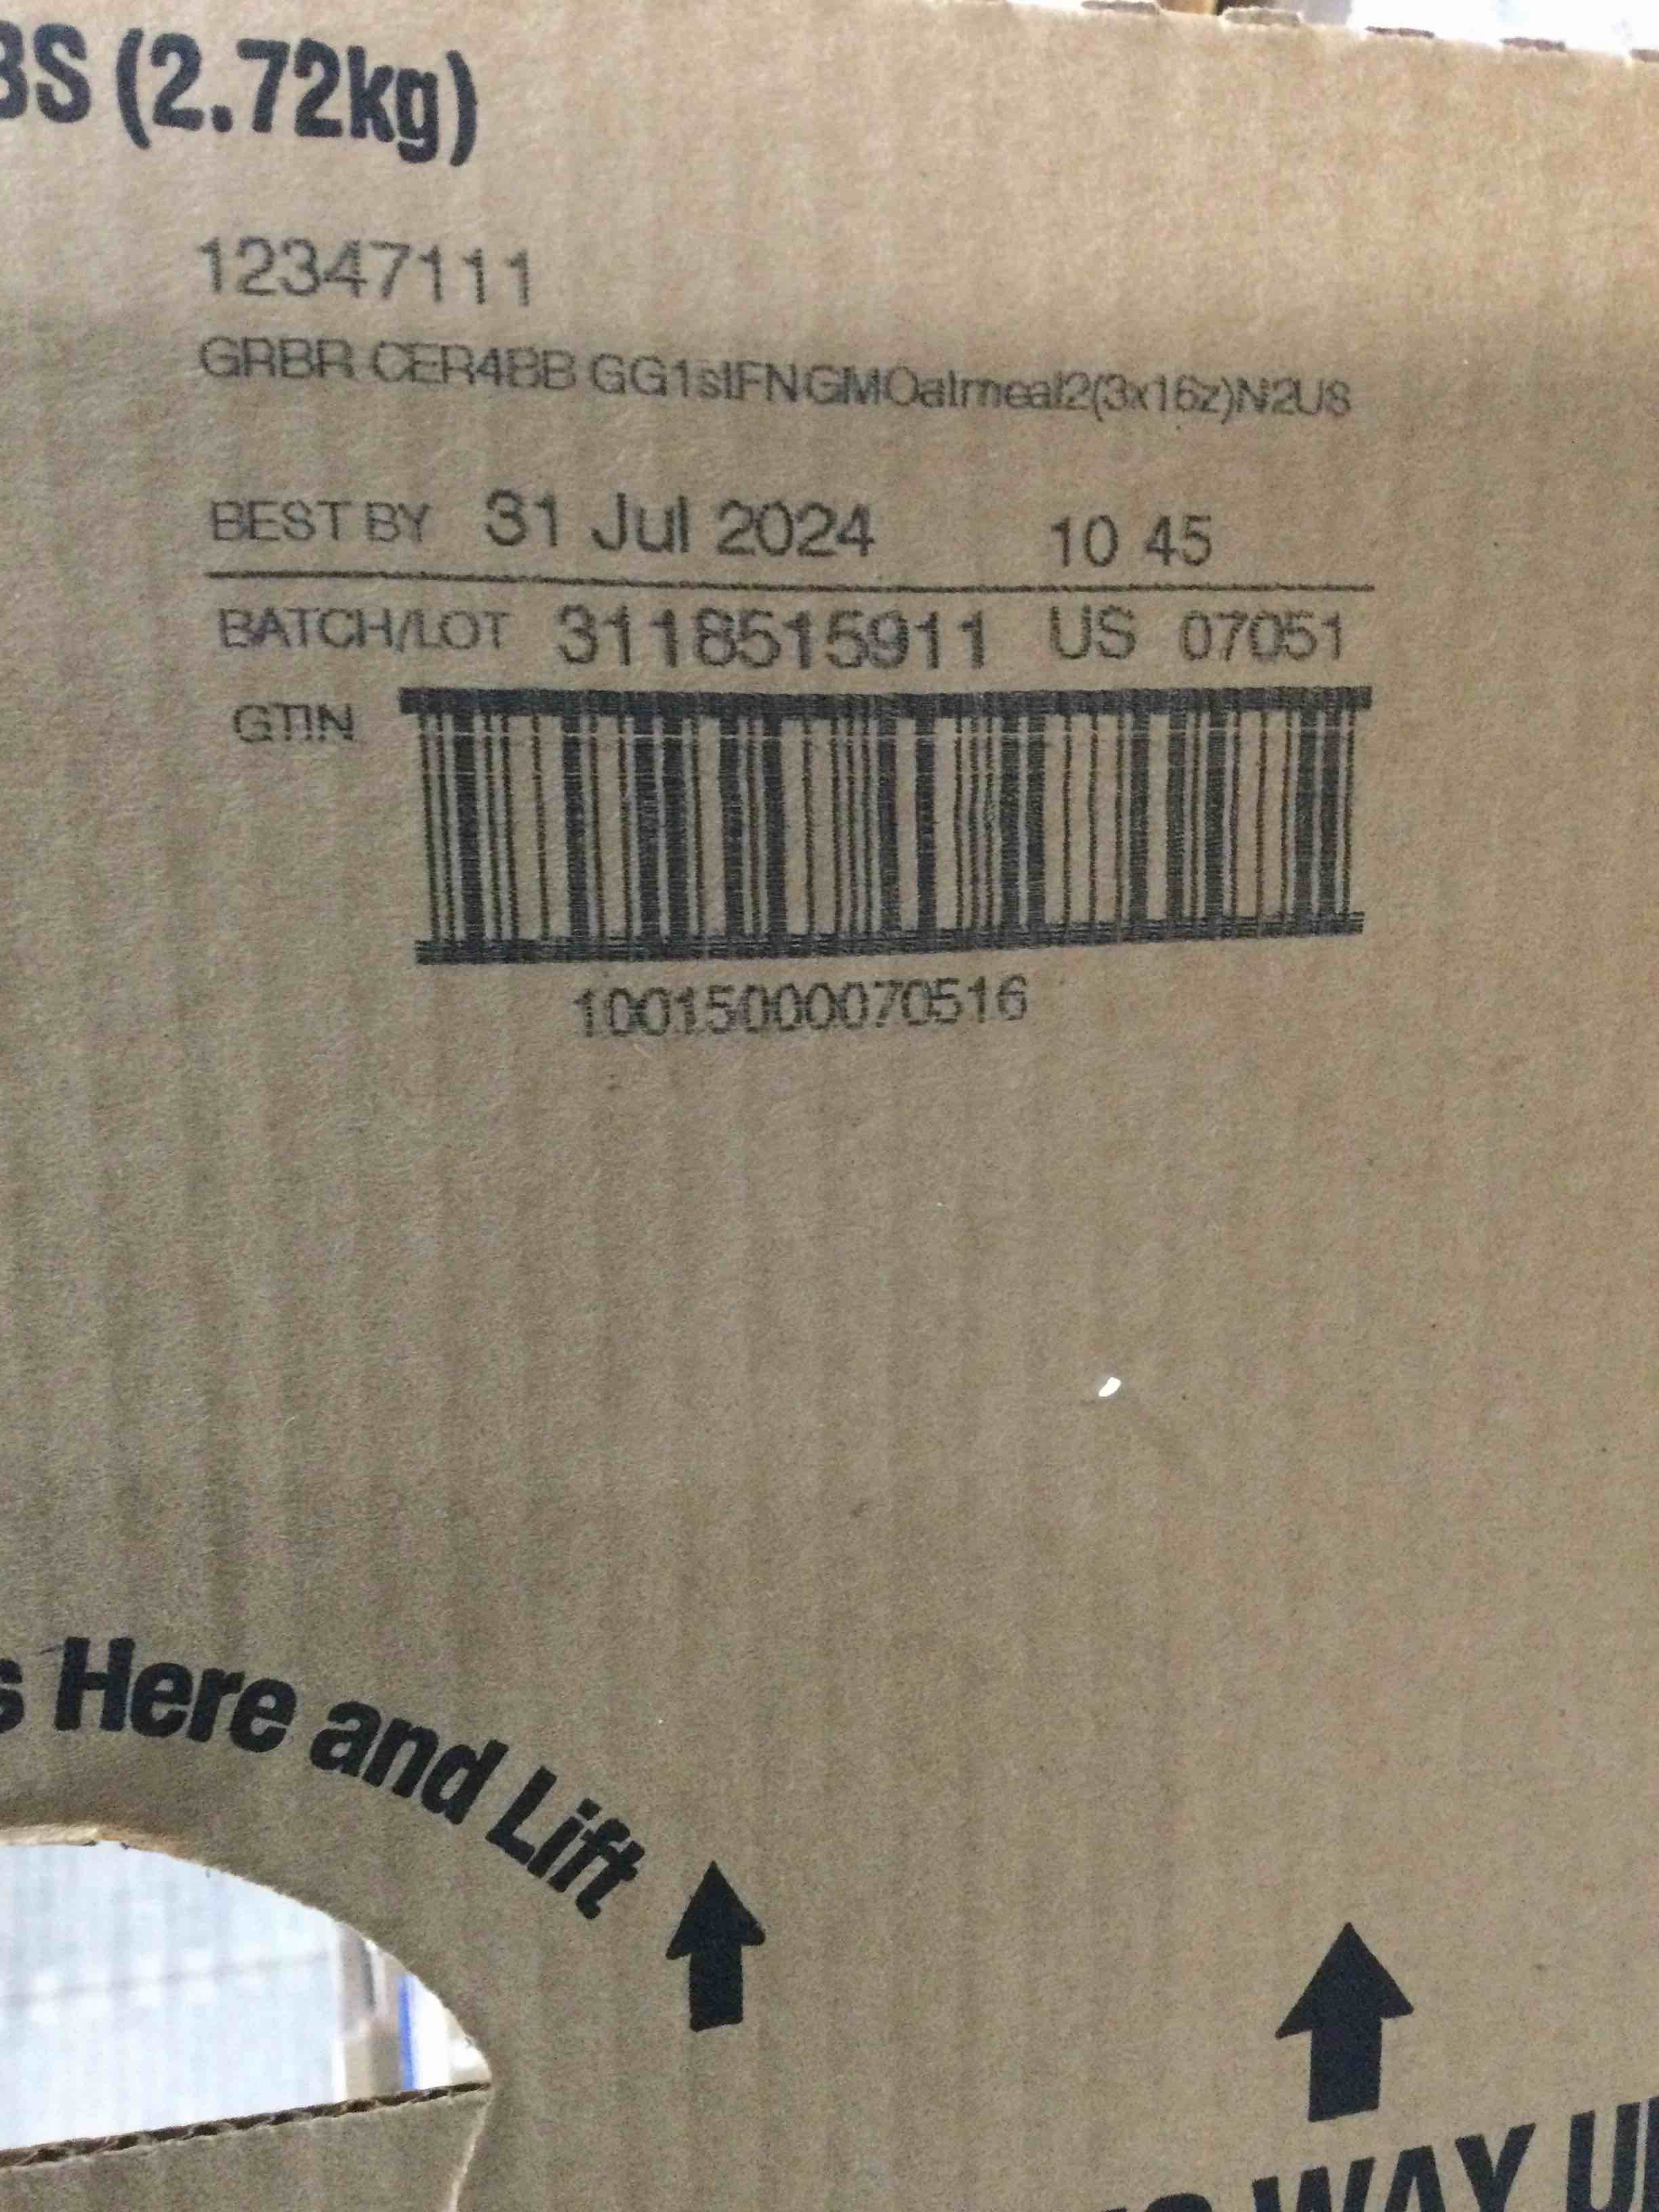 BS (2.72kg)
12347111
GRBR CER4BB GG1stFNGMOatmeal2(3x16z)N2US
BEST BY 31 Jul 2024 10 45
BATCH/LOT 3118515911 US 07051
GTIN
10015000070516
s Here and Lift
WAY U